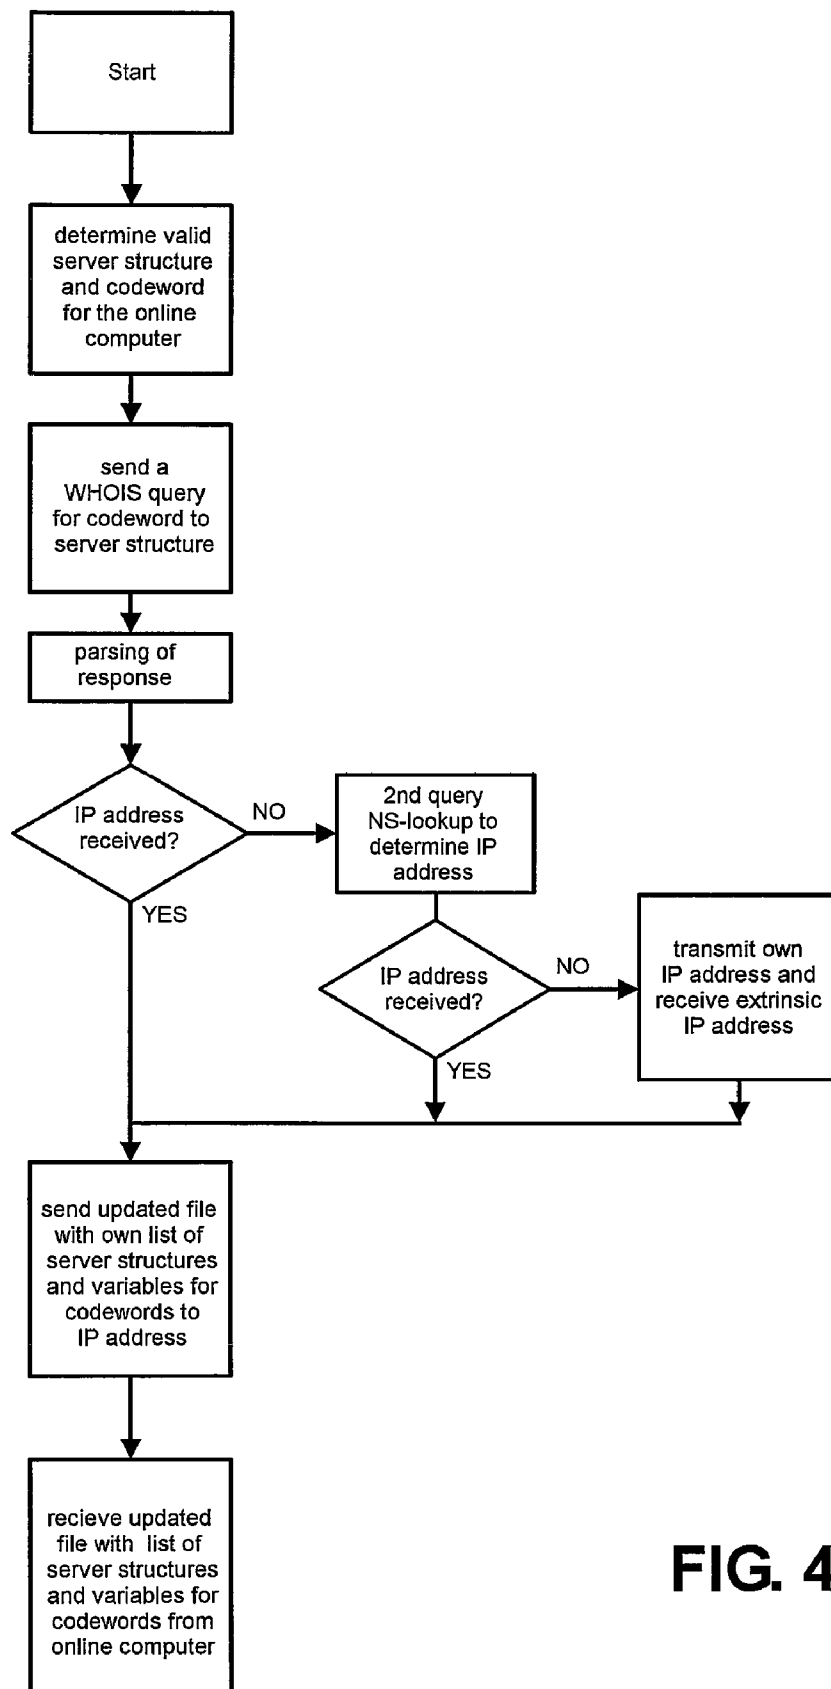 Start
determine valid
server structure
and codeword
for the online
computer
send a
WHOIS query
for codeword to
server structure
parsing of
response
IP address
received?
NO
YES
2nd query
NS-lookup to
determine IP
address
IP address
received?
NO
YES
transmit own
IP address and
receive extrinsic
IP address
send updated file
with own list of
server structures
and variables for
codewords to
IP address
recieve updated
file with list of
server structures
and variables for
codewords from
online computer
FIG. 4